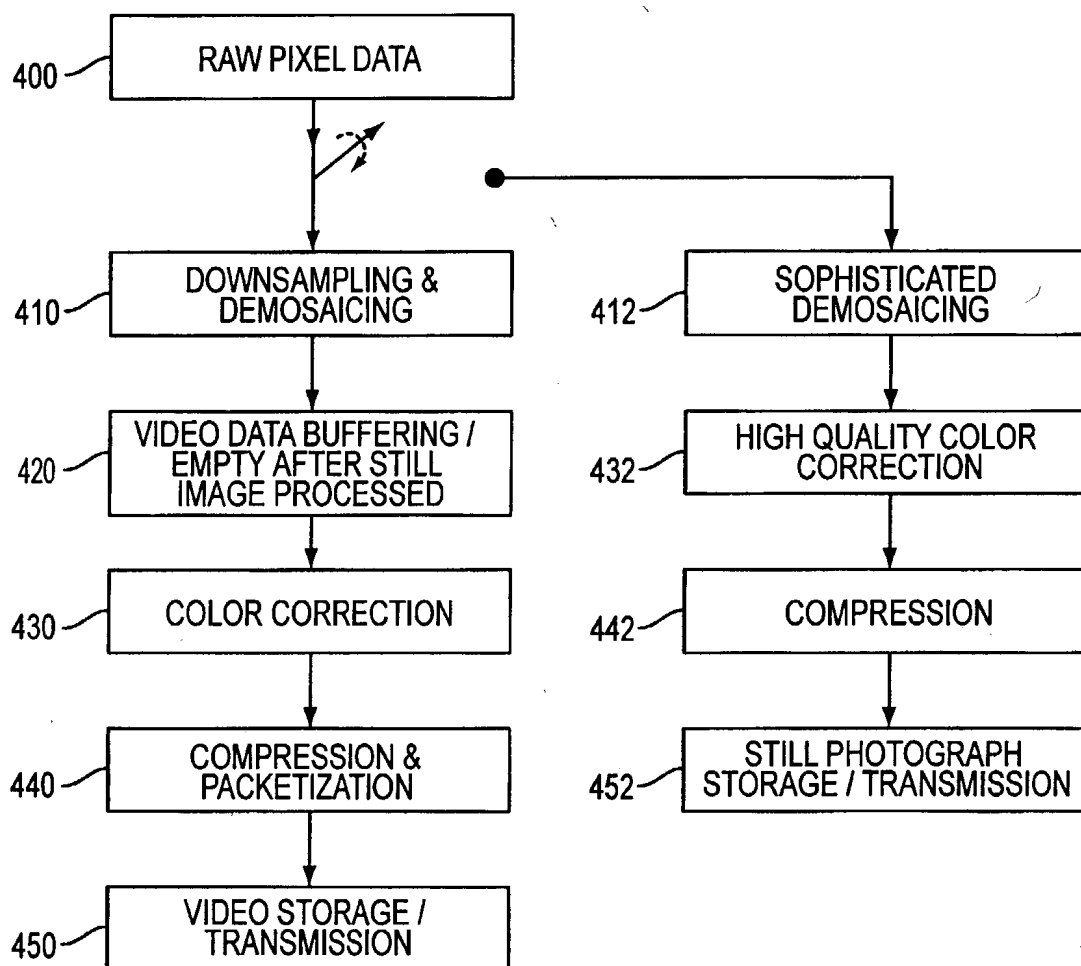 400
RAW PIXEL DATA
410
DOWNSAMPLING &
DEMOSAICING
420
VIDEO DATA BUFFERING /
EMPTY AFTER STILL
IMAGE PROCESSED
430
COLOR CORRECTION
440
COMPRESSION &
PACKETIZATION
450
VIDEO STORAGE /
TRANSMISSION
412
SOPHISTICATED
DEMOSAICING
432
HIGH QUALITY COLOR
CORRECTION
442
COMPRESSION
452
STILL PHOTOGRAPH
STORAGE / TRANSMISSION